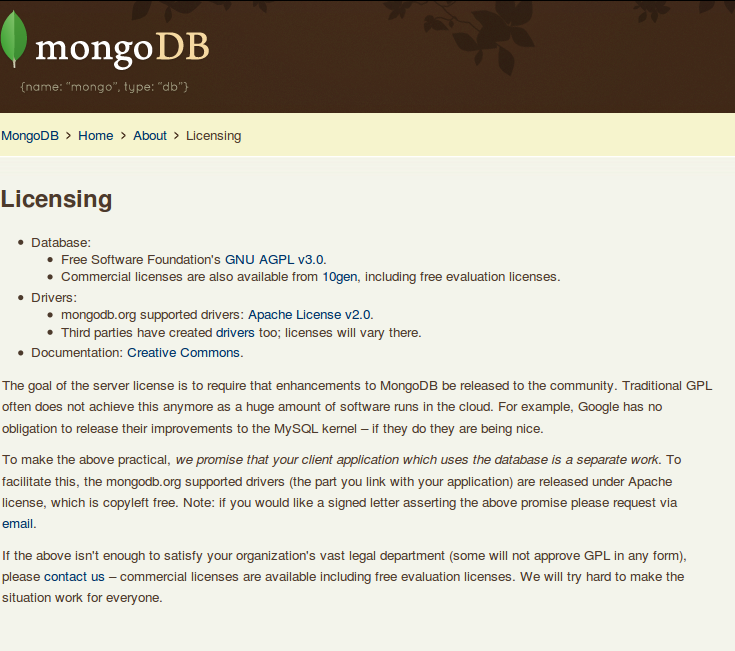 mongoDB
{name: "mongo", type: "db"}
MongoDB > Home > About > Licensing
Licensing
• Database:
• Free Software Foundation's GNU AGPL v3.0.
• Commercial licenses are also available from 10gen, including free evaluation licenses.
• Drivers:
• mongodb.org supported drivers: Apache License v2.0.
• Third parties have created drivers too; licenses will vary there.
• Documentation: Creative Commons.
The goal of the server license is to require that enhancements to MongoDB be released to the community. Traditional GPL
often does not achieve this anymore as a huge amount of software runs in the cloud. For example, Google has no
obligation to release their improvements to the MySQL kernel – if they do they are being nice.
To make the above practical, we promise that your client application which uses the database is a separate work. To
facilitate this, the mongodb.org supported drivers (the part you link with your application) are released under Apache
license, which is copyleft free. Note: if you would like a signed letter asserting the above promise please request via
email.
If the above isn't enough to satisfy your organization's vast legal department (some will not approve GPL in any form),
please contact us – commercial licenses are available including free evaluation licenses. We will try hard to make the
situation work for everyone.